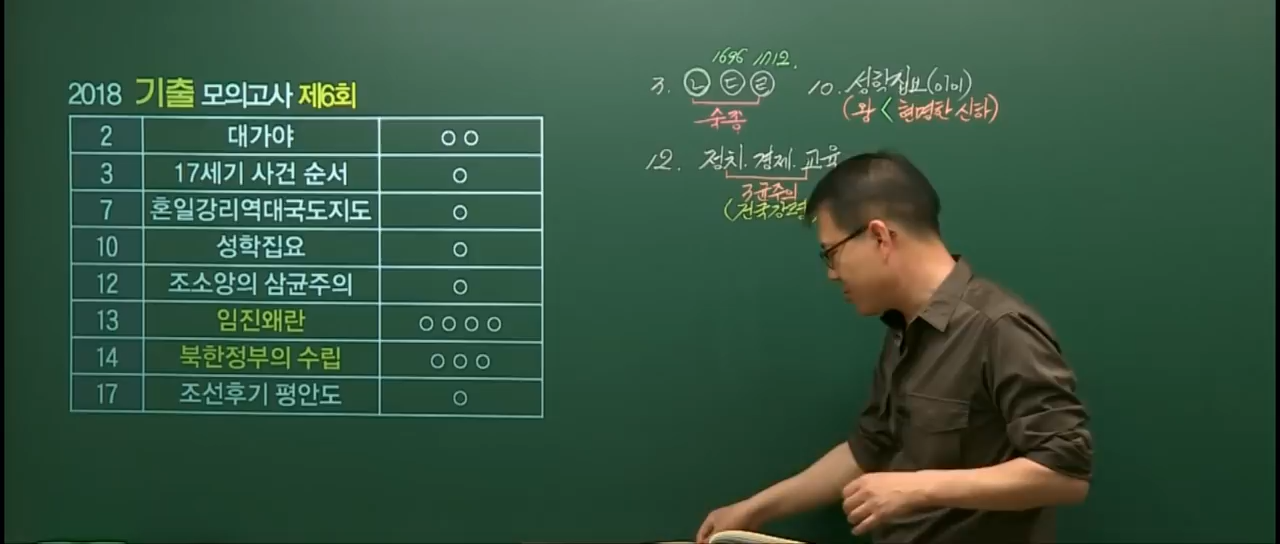 2018 기출 모의고사 제6회
2 대가야 ○○
3 17세기 사건 순서 ○
7 혼일강리역대국도지도 ○
10 성학집요 ○
12 조소앙의 삼균주의 ○
13 임진왜란 ○○○○
14 북한정부의 수립 ○○○
17 조선후기 평안도 ○
1696 1712.
3. ㉡ ㉢ ㉣
숙종
10. 성학집요(이이)
(왕 < 현명한 신하)
12. 정치. 경제. 교육
3균주의
(건국강령